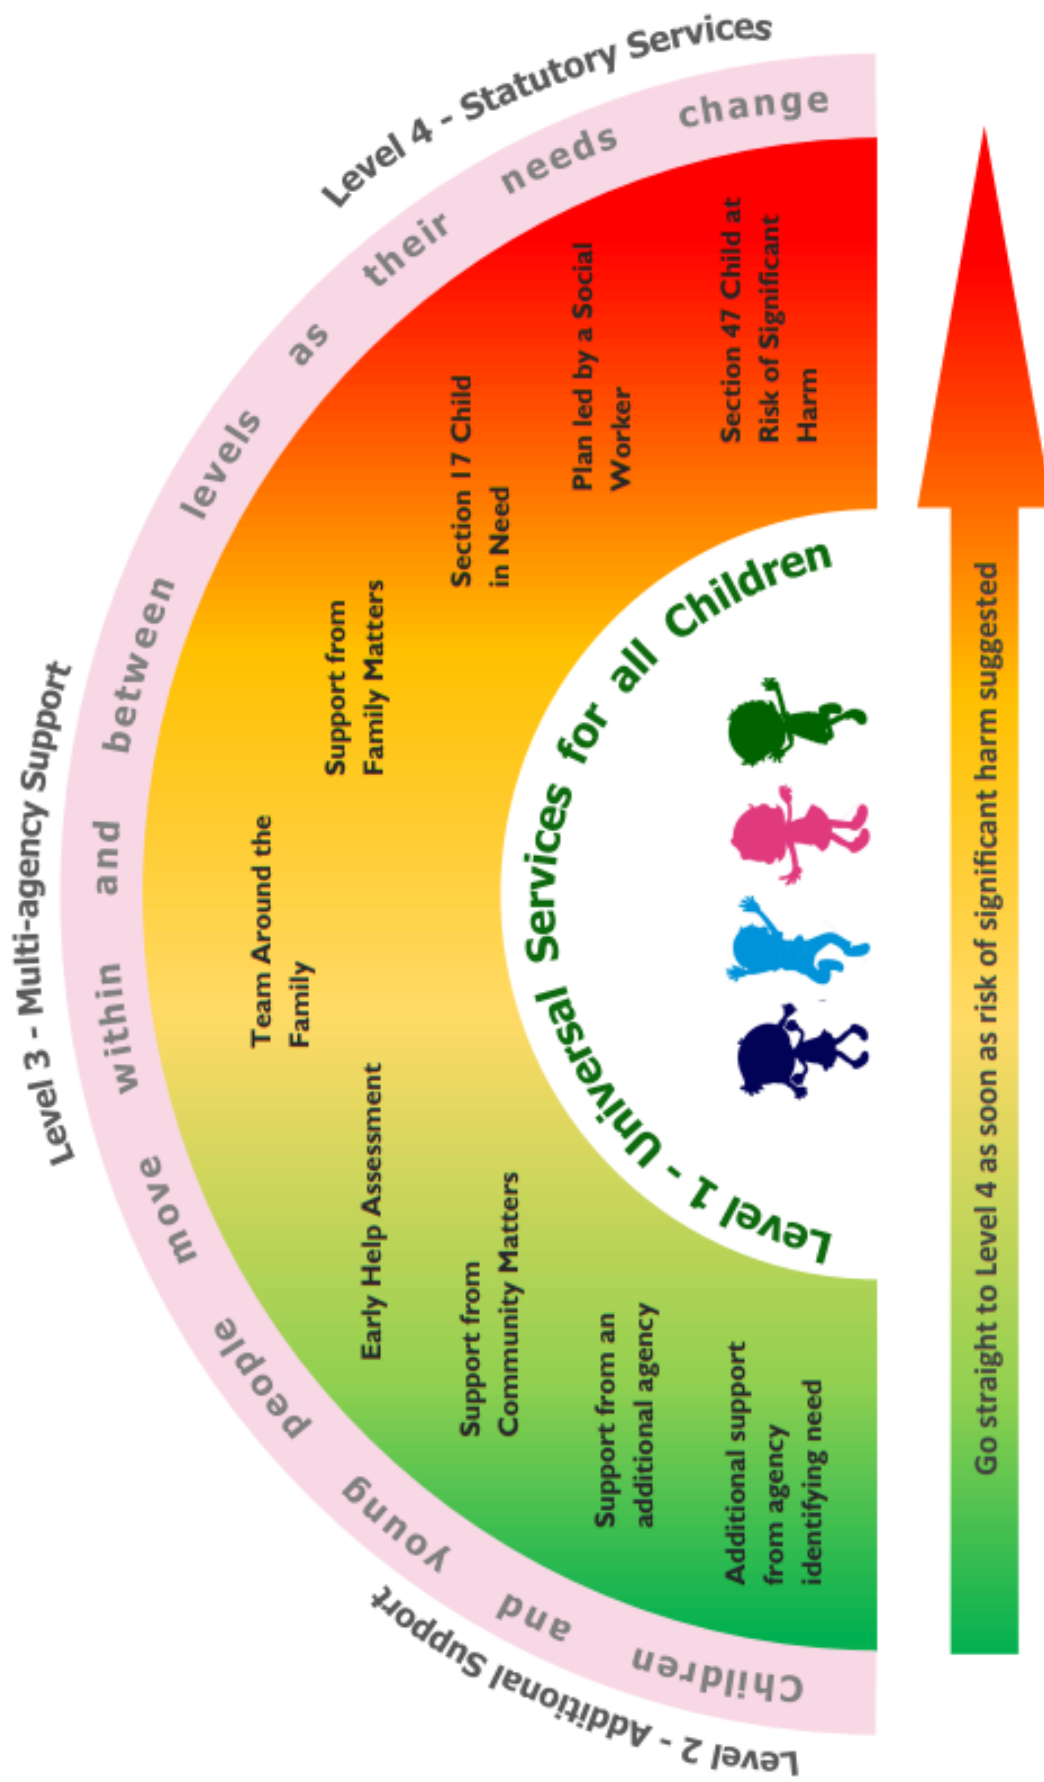 Level 2 - Additional Support
Level 3 - Multi-agency Support
Level 4 - Statutory Services
Children and young people move within and between levels as their needs change
Additional support
from agency
identifying need
Support from an
additional agency
Support from
Community Matters
Early Help Assessment
Team Around the
Family
Support from
Family Matters
Section 17 Child
in Need
Plan led by a Social
Worker
Section 47 Child at
Risk of Significant
Harm
Level 1 - Universal Services for all Children
Go straight to Level 4 as soon as risk of significant harm suggested